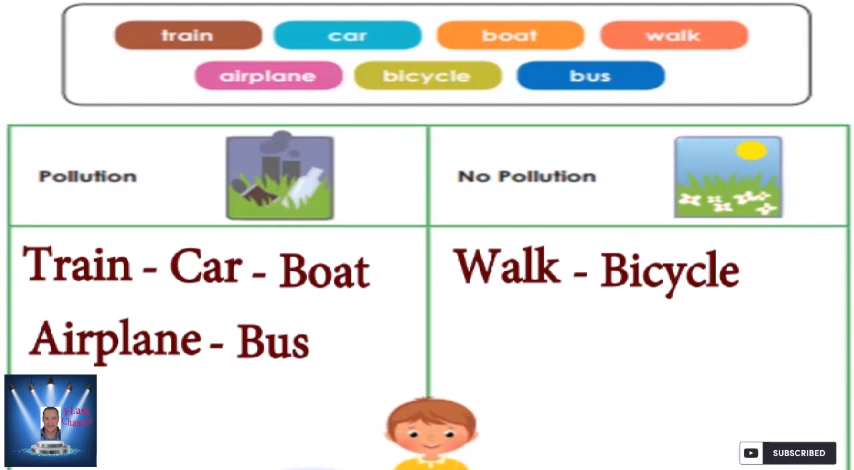 train car boat walk
airplane bicycle bus
Pollution No Pollution
Train - Car - Boat Walk - Bicycle
Airplane - Bus
SUBSCRIBED